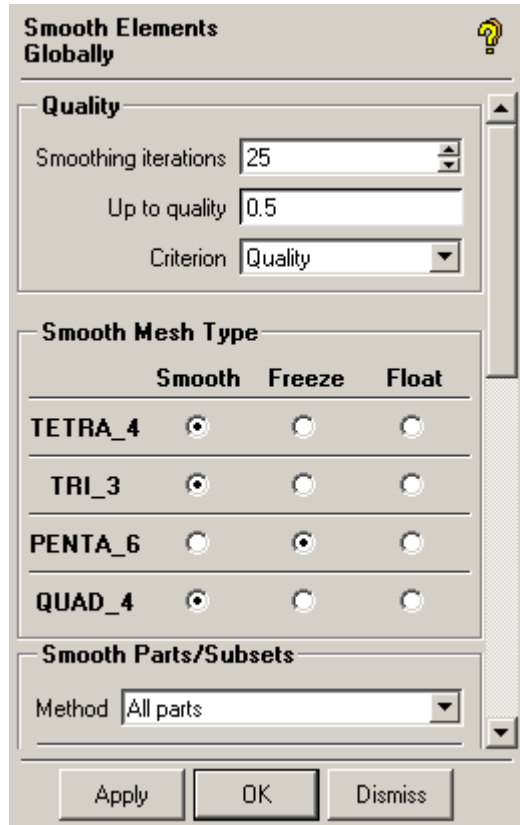 Smooth Elements
Globally
Quality
Smoothing iterations 25
Up to quality 0.5
Criterion Quality
Smooth Mesh Type
Smooth Freeze Float
TETRA_4
TRI_3
PENTA_6
QUAD_4
Smooth Parts/Subsets
Method All parts
Apply OK Dismiss